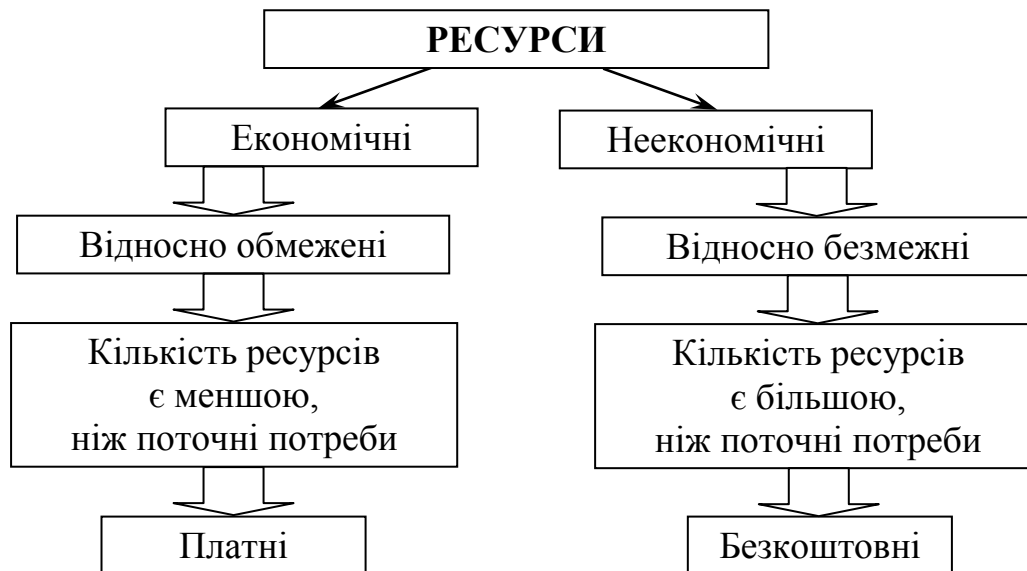 РЕСУРСИ
Економічні
Неекономічні
Відносно обмежені
Відносно безмежні
Кількість ресурсів
є меншою,
ніж поточні потреби
Кількість ресурсів
є більшою,
ніж поточні потреби
Платні
Безкоштовні